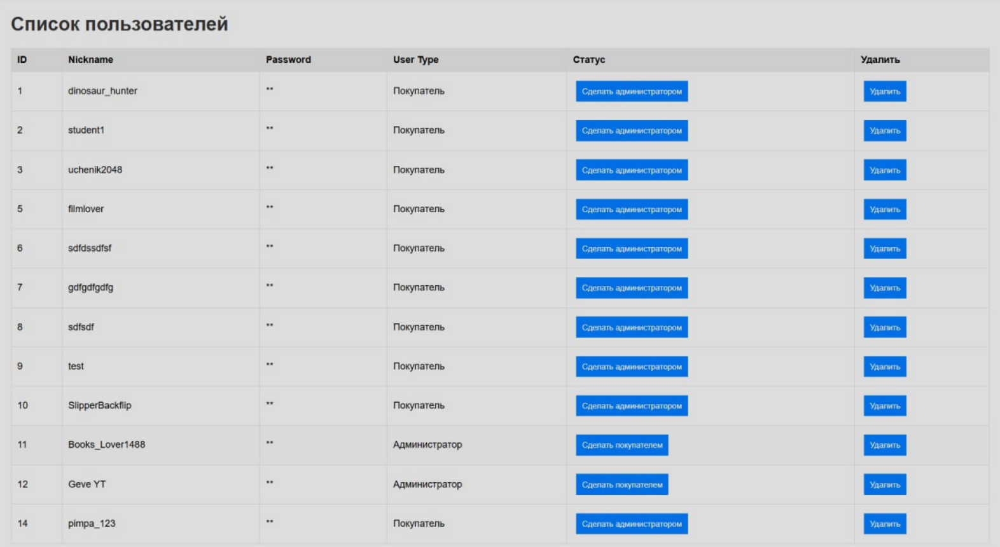 Список пользователей
ID Nickname Password User Type Статус Удалить
1 dinosaur_hunter ** Покупатель Сделать администратором Удалить
2 student1 ** Покупатель Сделать администратором Удалить
3 uchenik2048 ** Покупатель Сделать администратором Удалить
5 filmlover ** Покупатель Сделать администратором Удалить
6 sdfdssdfsf ** Покупатель Сделать администратором Удалить
7 gdfgdfgdfg ** Покупатель Сделать администратором Удалить
8 sdfsdf ** Покупатель Сделать администратором Удалить
9 test ** Покупатель Сделать администратором Удалить
10 SlipperBackflip ** Покупатель Сделать администратором Удалить
11 Books_Lover1488 ** Администратор Сделать покупателем Удалить
12 Geve YT ** Администратор Сделать покупателем Удалить
14 pimpa_123 ** Покупатель Сделать администратором Удалить